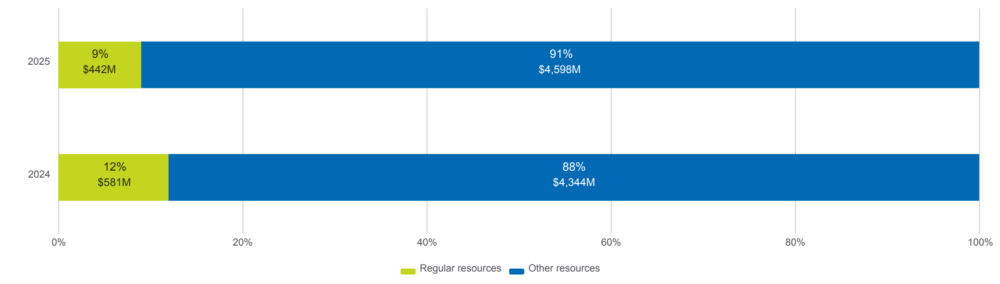 9%
91%
2025
$442M
$4,598M
12%
88%
2024
$581M
$4,344M
0%
20%
40%
60%
80%
100%
Regular resources
Other resources